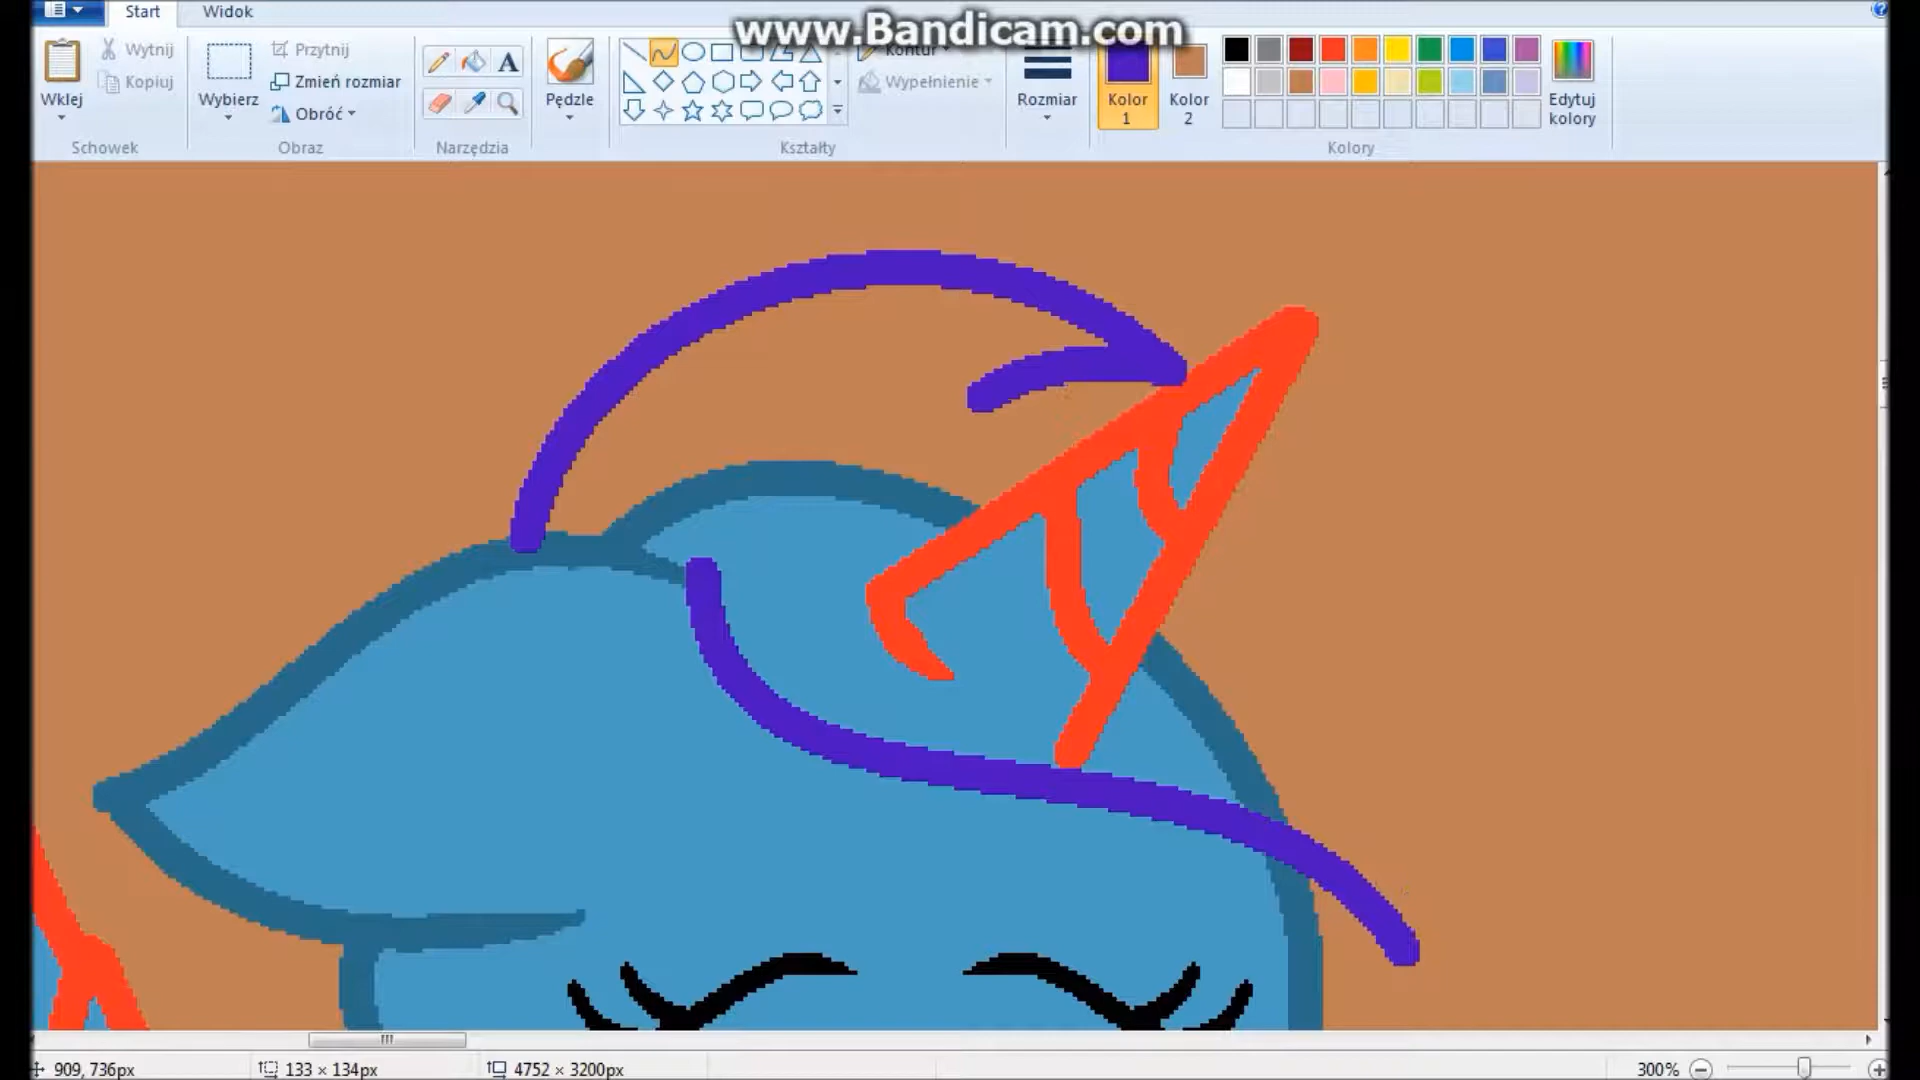 www.Bandicam.com
Start
Widok
Wklej
Wytnij
Kopiuj
Schowek
Wybierz
Przytnij
Zmień rozmiar
Obróć
Obraz
A
Narzędzia
Pędzle
Kontur
Wypełnienie
Kształty
Rozmiar
Kolor
1
Kolor
2
Edytuj
kolory
Kolory
909, 736px
133 × 134px
4752 × 3200px
300%